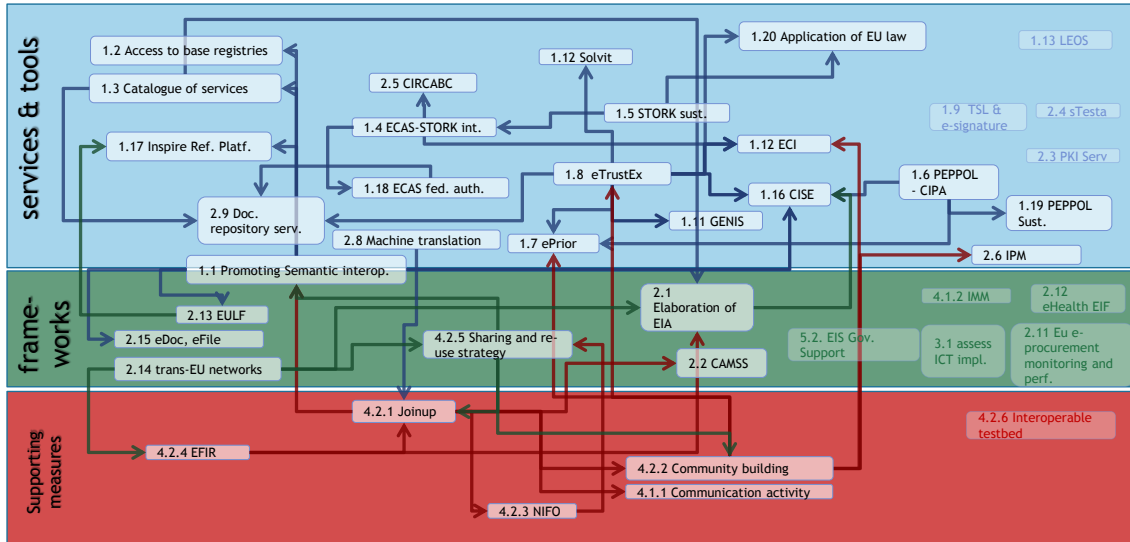 services & tools
1.2 Access to base registries
1.20 Application of EU law
1.13 LEOS
1.12 Solvit
2.5 CIRCABC
1.3 Catalogue of services
1.5 STORK sust.
1.9 TSL &
e-signature
2.4 sTesta
1.4 ECAS-STORK int.
1.17 Inspire Ref. Platf.
1.12 ECI
2.3 PKI Serv
1.8 eTrustEx
1.18 ECAS fed. auth.
1.16 CISE
1.6 PEPPOL
- CIPA
2.9 Doc.
repository serv.
1.11 GENIS
1.19 PEPPOL
Sust.
2.8 Machine translation
1.7 ePrior
2.6 IPM
1.1 Promoting Semantic interop.
frame-
works
2.1
Elaboration of
EIA
4.1.2 IMM
2.12
eHealth EIF
2.13 EULF
2.15 eDoc, eFile
4.2.5 Sharing and re-
use strategy
5.2. EIS Gov.
Support
3.1 assess
ICT impl.
2.11 Eu e-
procurement
monitoring and
perf.
2.14 trans-EU networks
2.2 CAMSS
Supporting
measures
4.2.1 Joinup
4.2.6 Interoperable
testbed
4.2.4 EFIR
4.2.2 Community building
4.1.1 Communication activity
4.2.3 NIFO